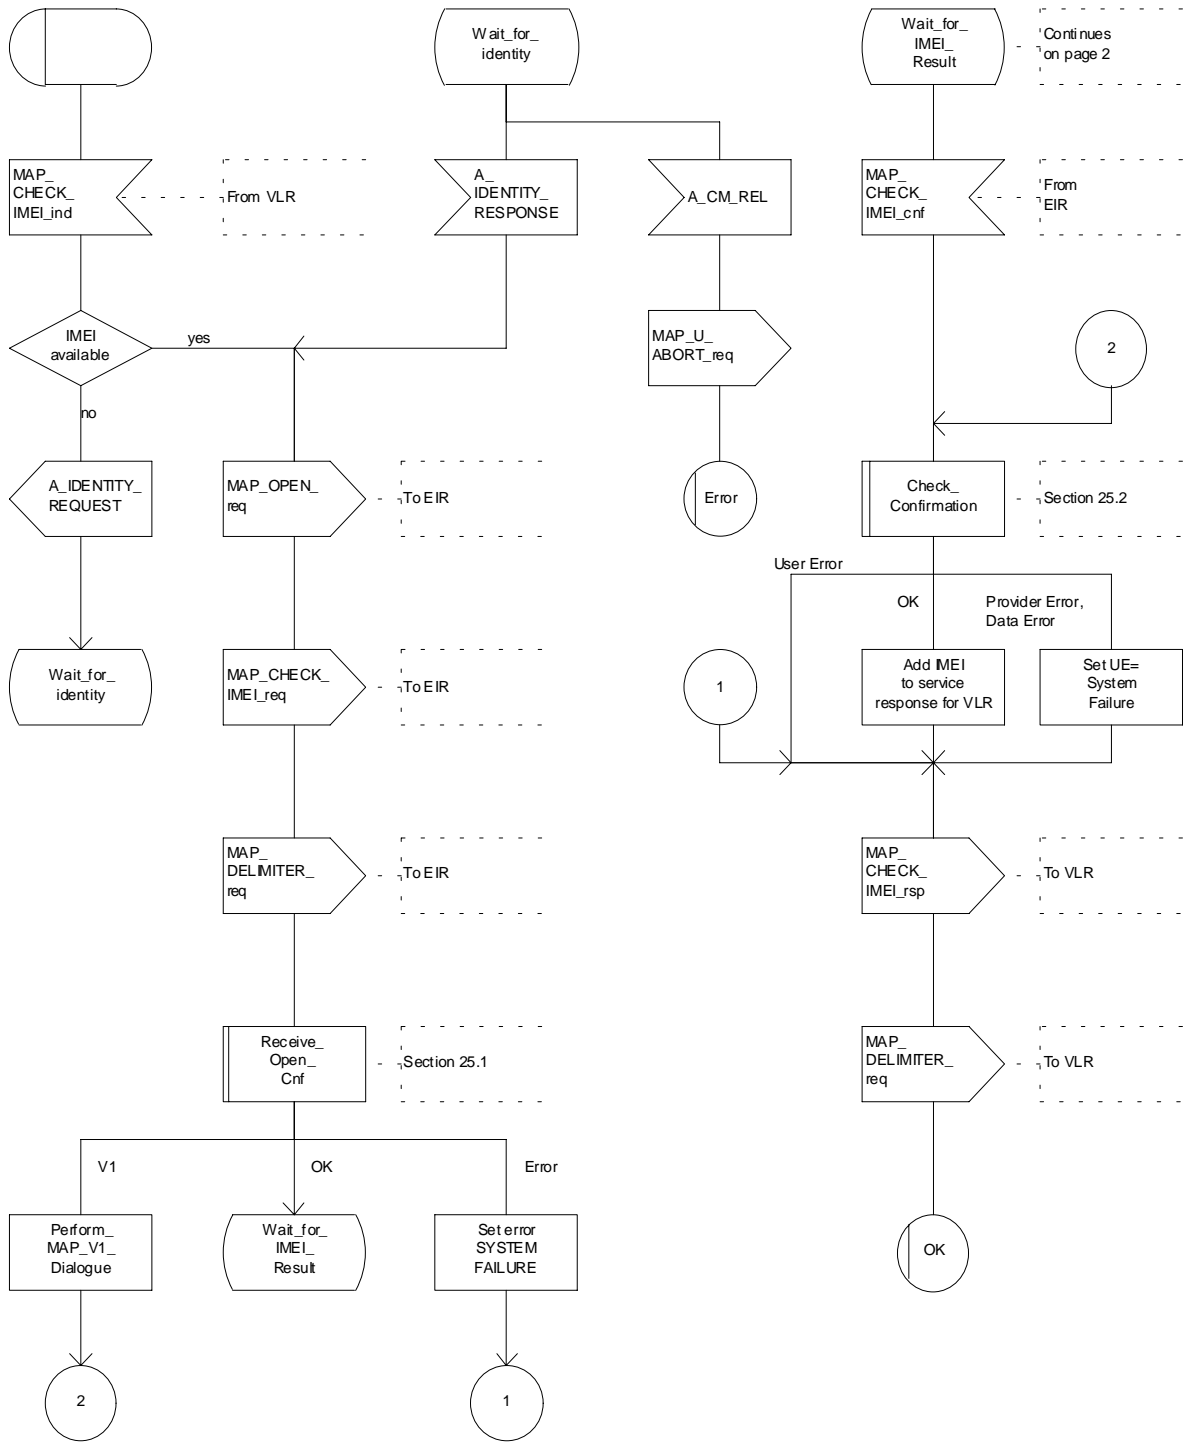 Wait_for_
identity
Wait_for_
IMEI_
Result
Continues
on page 2
MAP_
CHECK_
IMEI_ind
From VLR
A_
IDENTITY_
RESPONSE
A_CM_REL
MAP_
CHECK_
IMEI_cnf
From
EIR
IMEI
available
yes
no
MAP_U_
ABORT_req
2
A_IDENTITY_
REQUEST
MAP_OPEN_
req
To EIR
Error
Check_
Confirmation
Section 25.2
User Error
OK
Provider Error,
Data Error
Wait_for_
identity
MAP_CHECK_
IMEI_req
To EIR
1
Add IMEI
to service
response for VLR
Set UE=
System
Failure
MAP_
DELIMITER_
req
To EIR
MAP_
CHECK_
IMEI_rsp
To VLR
Receive_
Open_
Cnf
Section 25.1
MAP_
DELIMITER_
req
To VLR
V1
OK
Error
Perform_
MAP_V1_
Dialogue
Wait_for_
IMEI_
Result
Set error
SYSTEM
FAILURE
OK
2
1